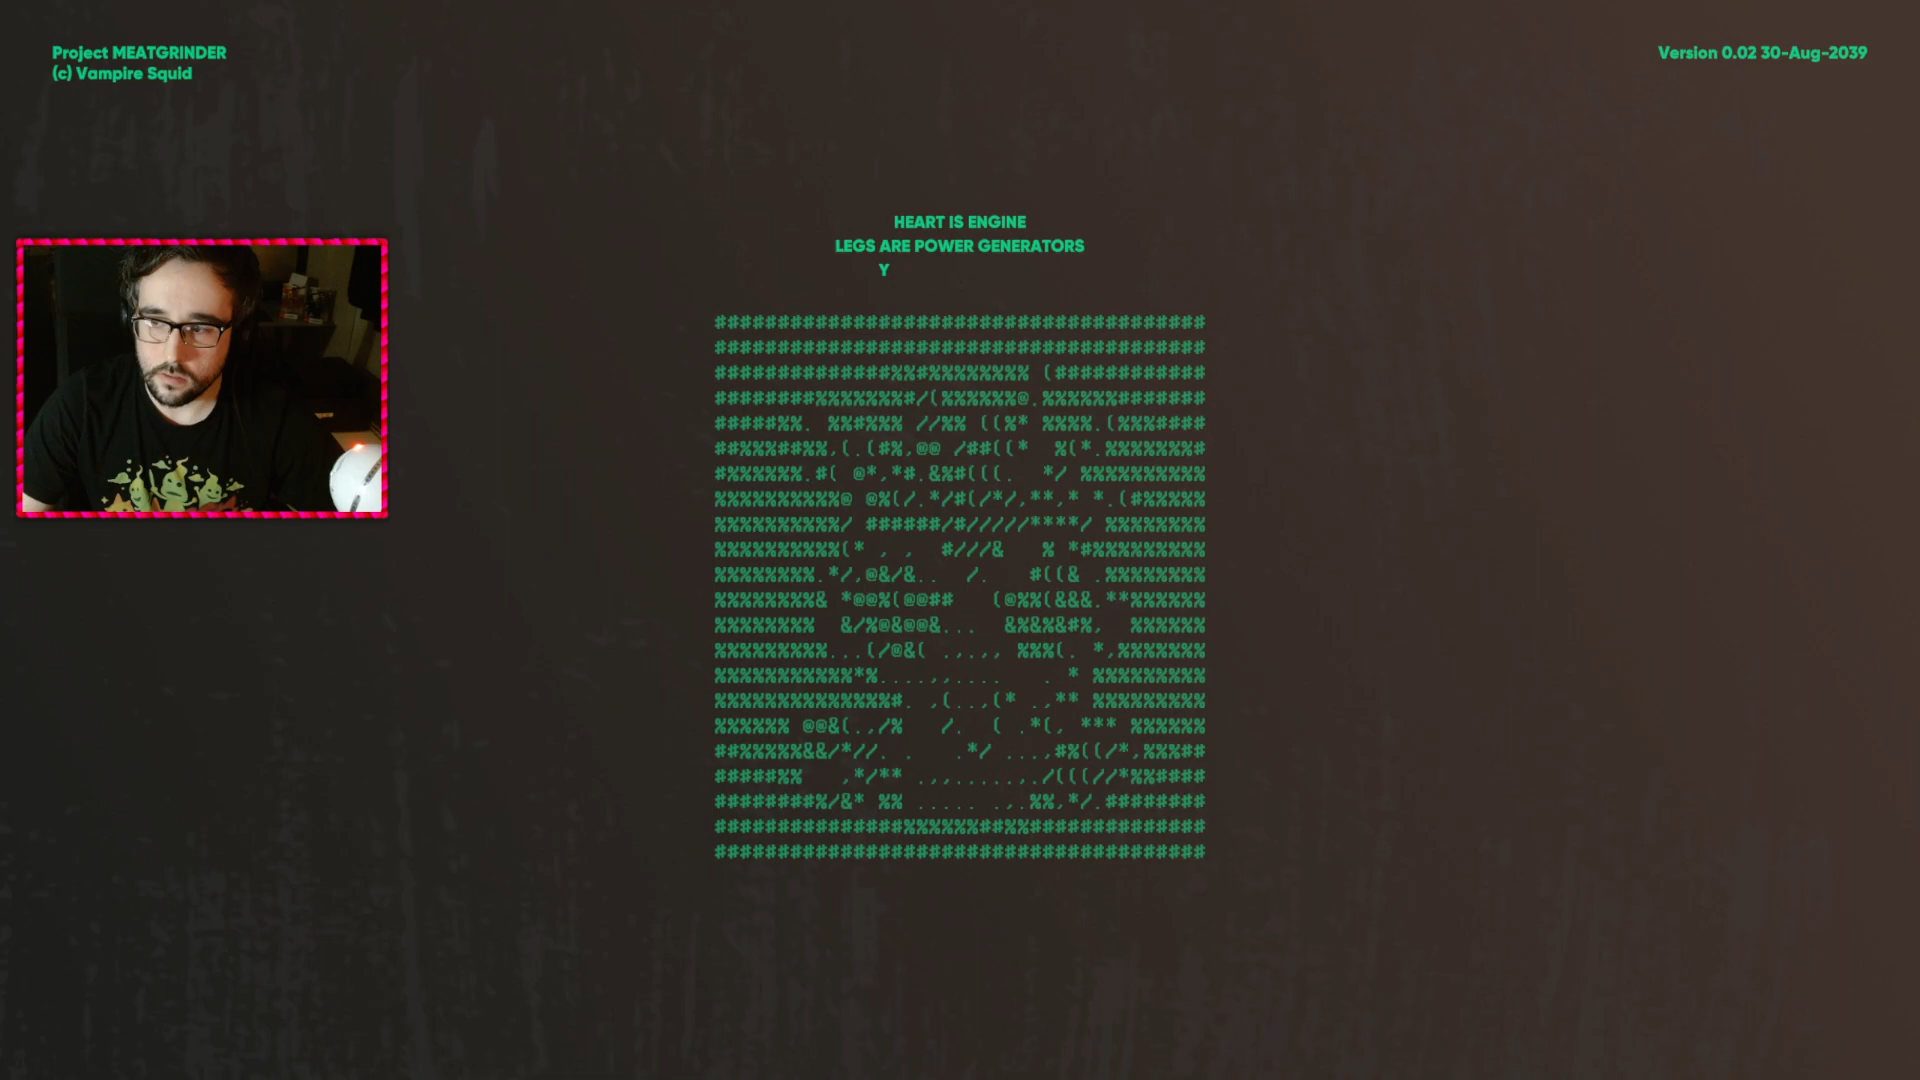 Project MEATGRINDER
(c) Vampire Squid
Version 0.02 30-Aug-2039
HEART IS ENGINE
LEGS ARE POWER GENERATORS
Y